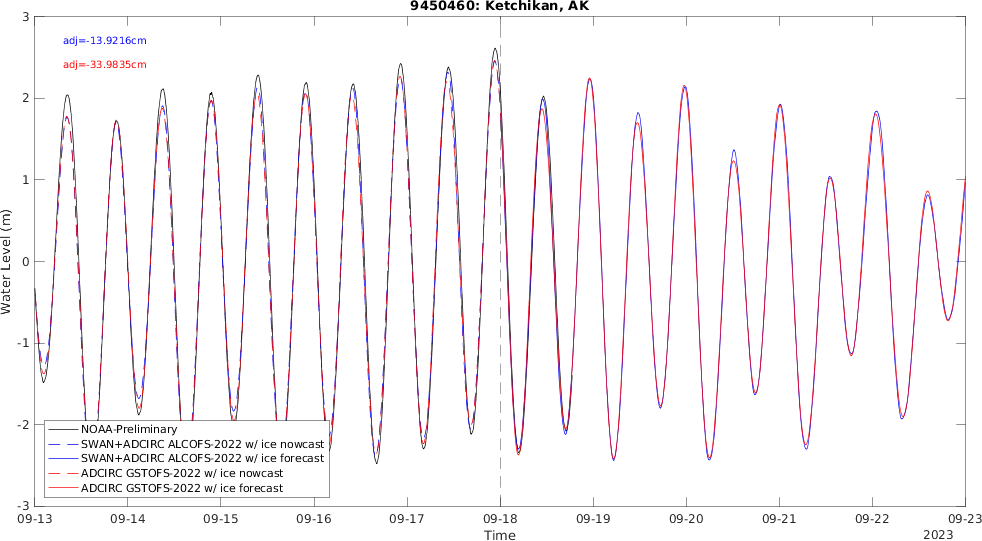 9450460: Ketchikan, AK
adj=-13.9216cm
adj=-33.9835cm
3
2
1
0
-1
-2
-3
Water Level (m)
NOAA-Preliminary
SWAN+ADCIRC ALCOFS-2022 w/ ice nowcast
SWAN+ADCIRC ALCOFS-2022 w/ ice forecast
ADCIRC GSTOFS-2022 w/ ice nowcast
ADCIRC GSTOFS-2022 w/ ice forecast
09-13 09-14 09-15 09-16 09-17 09-18 09-19 09-20 09-21 09-22 09-23
Time
2023